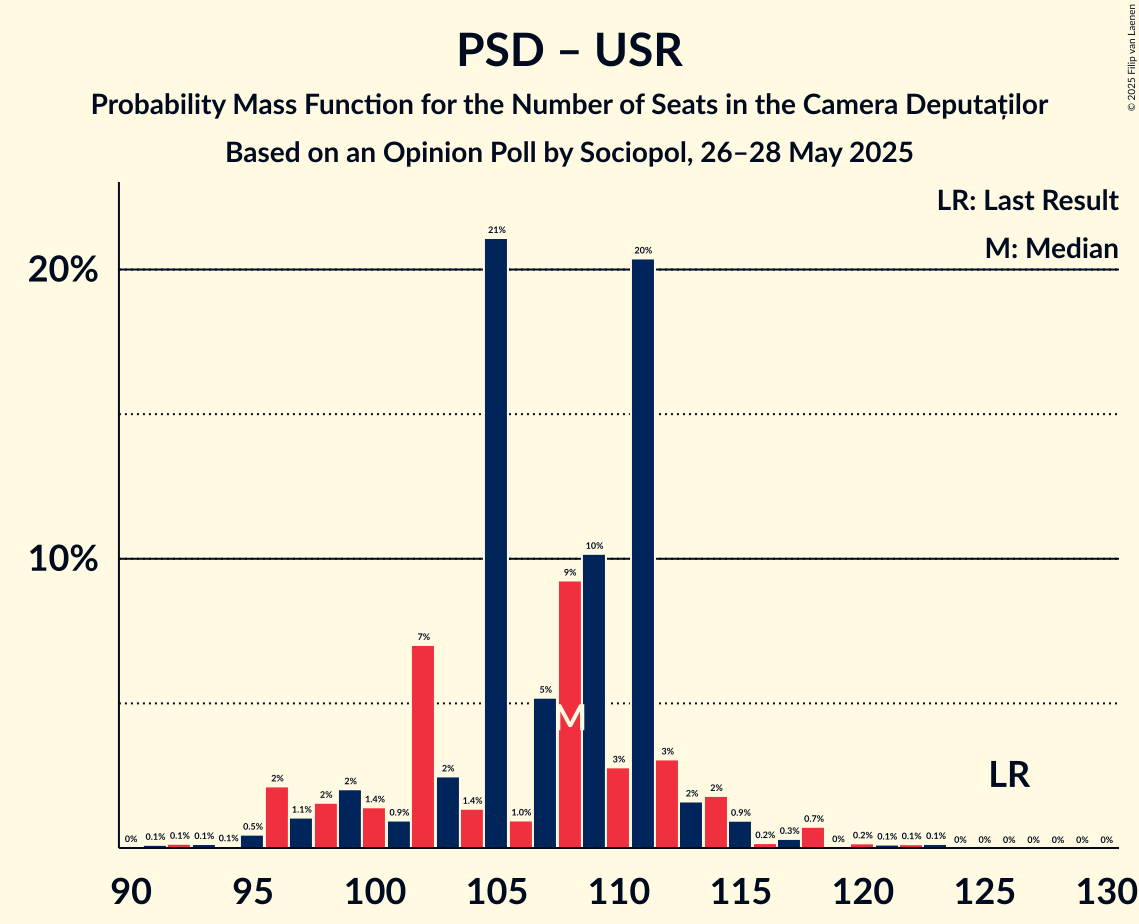 PSD – USR
Probability Mass Function for the Number of Seats in the Camera Deputaților
Based on an Opinion Poll by Sociopol, 26–28 May 2025
© 2025 Filip van Laenen
LR: Last Result
M: Median
20%
10%
0% 0.1% 0.1% 0.1% 0.1% 0.5% 2% 1.1% 2% 2% 1.4% 0.9% 7% 2% 1.4% 21% 1.0% 5% 9% 10% 3% 20% 3% 2% 2% 0.9% 0.2% 0.3% 0.7% 0% 0.2% 0.1% 0.1% 0.1% 0% 0% 0% 0% 0% 0% 0%
M
LR
90 95 100 105 110 115 120 125 130